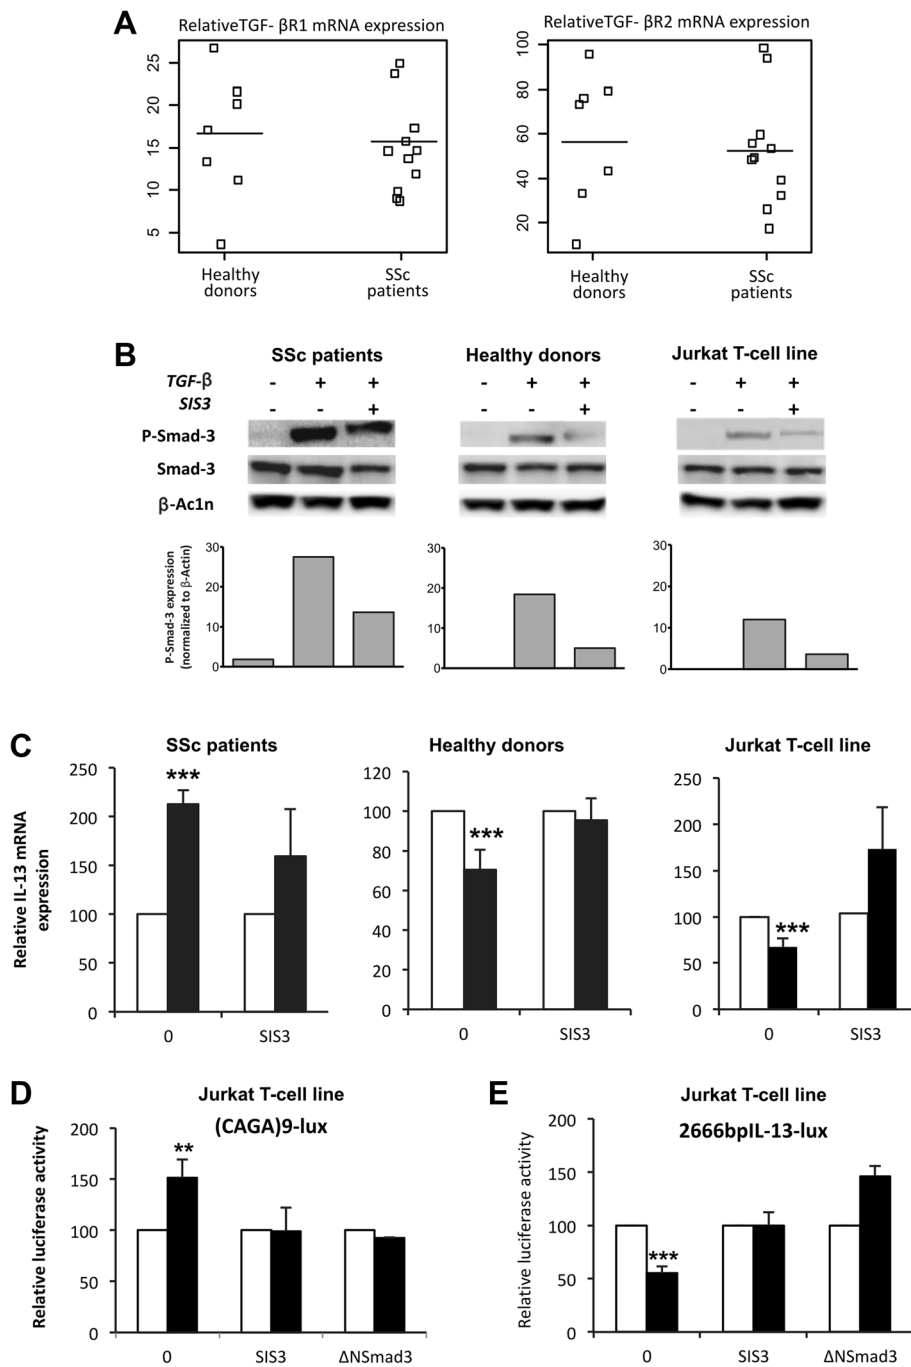 A
RelativeTGF- βR1 mRNA expression
RelativeTGF- βR2 mRNA expression
25
20
15
10
5
100
80
60
40
20
Healthy donors
SSc patients
Healthy donors
SSc patients
B
SSc patients
Healthy donors
Jurkat T-cell line
TGF-β - + + - + + - + +
SIS3 - - + - - + - - +
P-Smad-3
Smad-3
β-Ac1n
P-Smad-3 expression
(normalized to β-Actin)
30
20
10
0
30
20
10
0
30
20
10
0
C
SSc patients
Healthy donors
Jurkat T-cell line
Relative IL-13 mRNA
expression
250
200
150
100
50
0
***
0 SIS3
120
100
80
60
40
20
0
***
0 SIS3
250
200
150
100
50
0
***
0 SIS3
D
Jurkat T-cell line
(CAGA)9-lux
Relative luciferase activity
200
150
100
50
0
**
0 SIS3 ΔNSmad3
E
Jurkat T-cell line
2666bpIL-13-lux
Relative luciferase activity
200
150
100
50
0
***
0 SIS3 ΔNSmad3